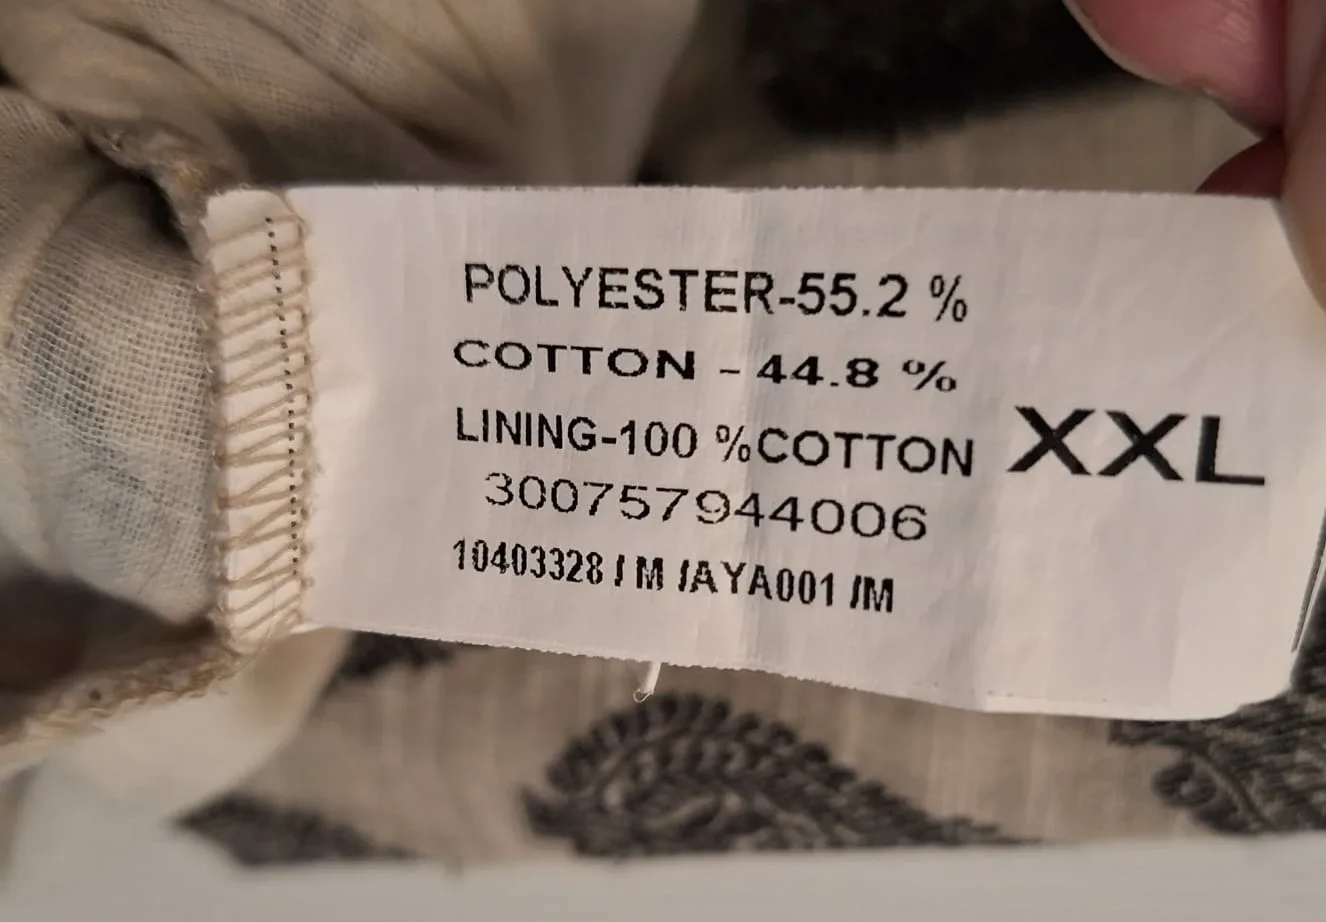 POLYESTER-55.2 %
COTTON - 44.8 %
LINING-100 %COTTON
XXL
300757944006
10403328 / M /AYA001 /M